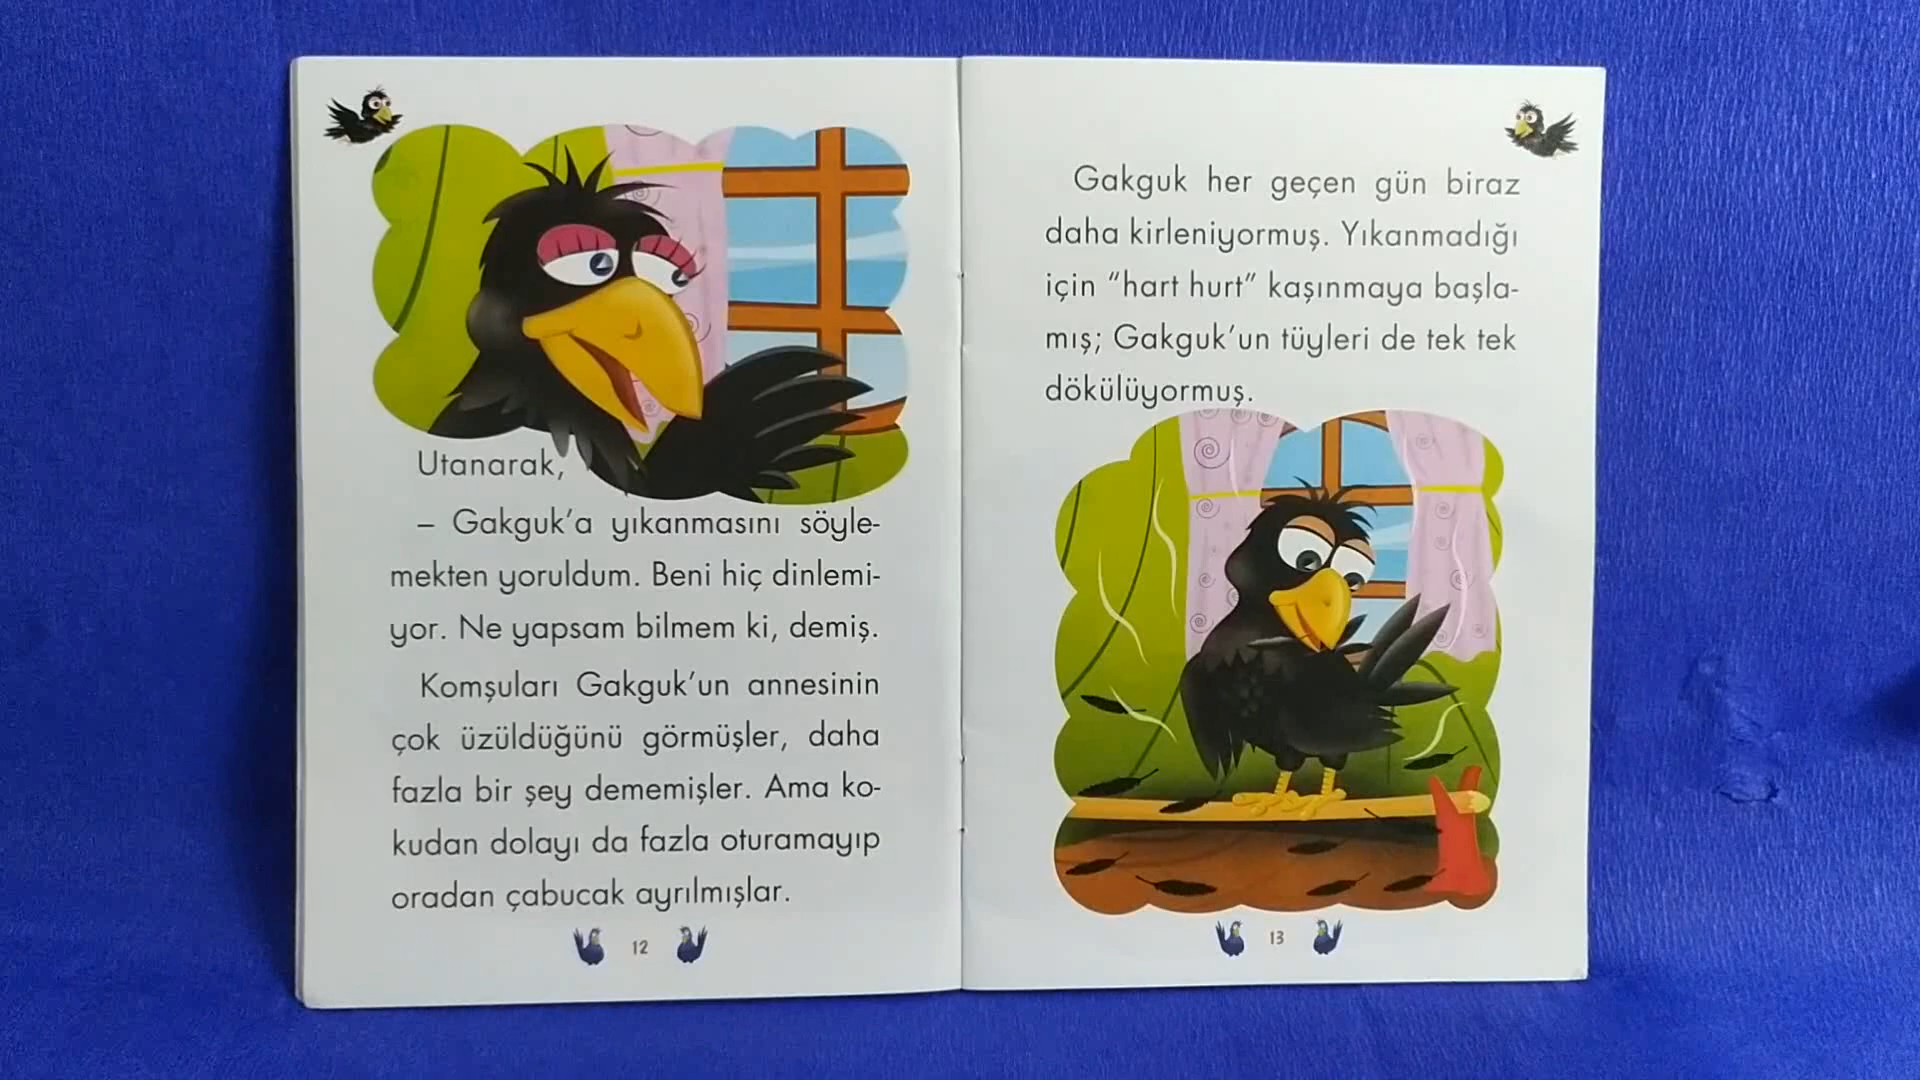 Utanarak,
– Gakguk'a yıkanmasını söyle-
mekten yoruldum. Beni hiç dinlemi-
yor. Ne yapsam bilmem ki, demiş.
Komşuları Gakguk'un annesinin
çok üzüldüğünü görmüşler, daha
fazla bir şey dememişler. Ama ko-
kudan dolayı da fazla oturamayıp
oradan çabucak ayrılmışlar.
12
Gakguk her geçen gün biraz
daha kirleniyormuş. Yıkanmadığı
için “hart hurt” kaşınmaya başla-
mış; Gakguk'un tüyleri de tek tek
dökülüyormuş.
13